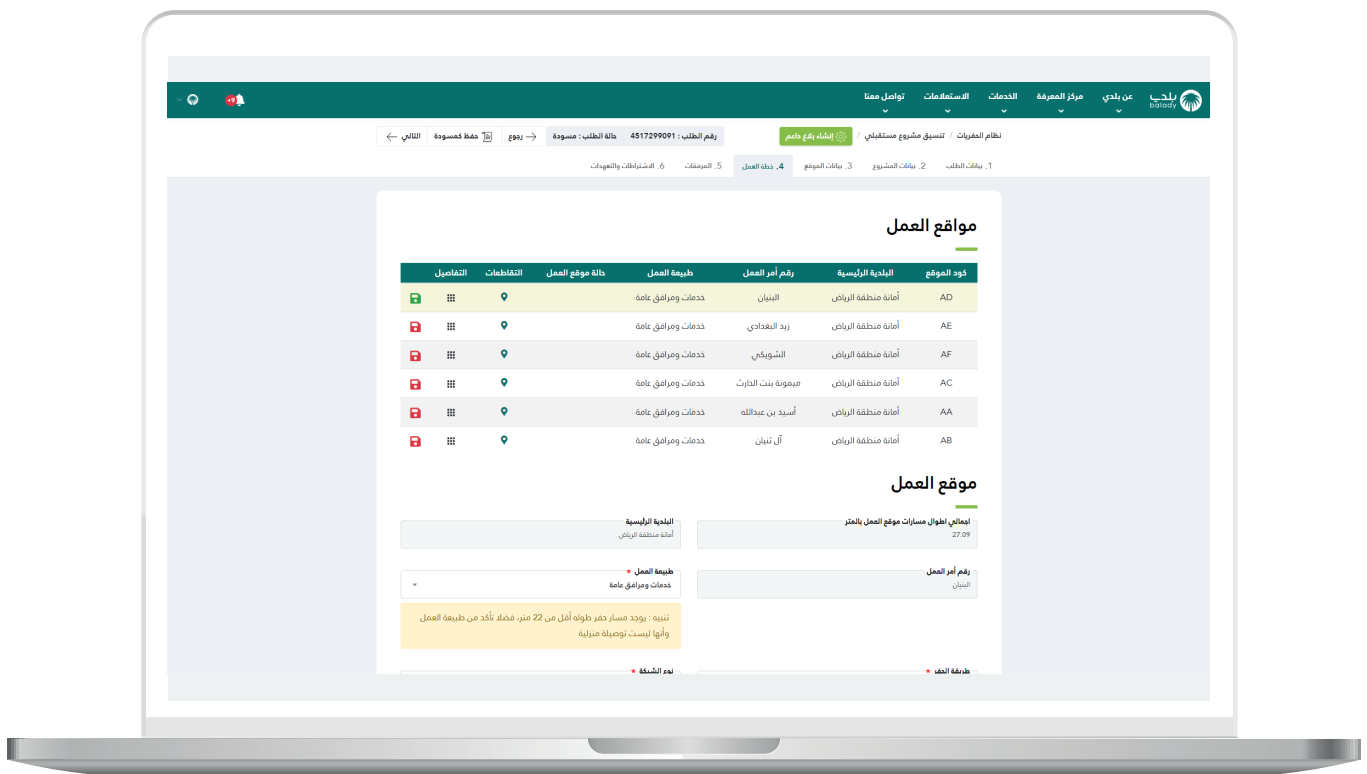 بلدي balady عن بلدي مركز المعرفة الخدمات الاستعلامات تواصل معنا +9
نظام الحفريات / تنسيق مشروع مستقبلي / إنشاء بلاغ داعم رقم الطلب : 4517299091 حالة الطلب : مسودة رجوع حفظ كمسودة التالي
1. بيانات الطلب 2. بيانات المشروع 3. بيانات الموقع 4. خطة العمل 5. المرفقات 6. الاشتراطات والتعهدات
مواقع العمل
كود الموقع البلدية الرئيسية رقم أمر العمل طبيعة العمل حالة موقع العمل التقاطعات التفاصيل
AD أمانة منطقة الرياض البنيان خدمات ومرافق عامة
AE أمانة منطقة الرياض زيد البغدادي خدمات ومرافق عامة
AF أمانة منطقة الرياض الشويكي خدمات ومرافق عامة
AC أمانة منطقة الرياض ميمونة بنت الحارث خدمات ومرافق عامة
AA أمانة منطقة الرياض أسيد بن عبدالله خدمات ومرافق عامة
AB أمانة منطقة الرياض آل ثنيان خدمات ومرافق عامة
موقع العمل
اجمالي اطوال مسارات موقع العمل بالمتر البلدية الرئيسية
27.09 أمانة منطقة الرياض
رقم أمر العمل طبيعة العمل *
البنيان خدمات ومرافق عامة
تنبيه : يوجد مسار حفر طوله أقل من 22 متر، فضلا تأكد من طبيعة العمل
وأنها ليست توصيلة منزلية
طريقة الحفر * نوع الشبكة *